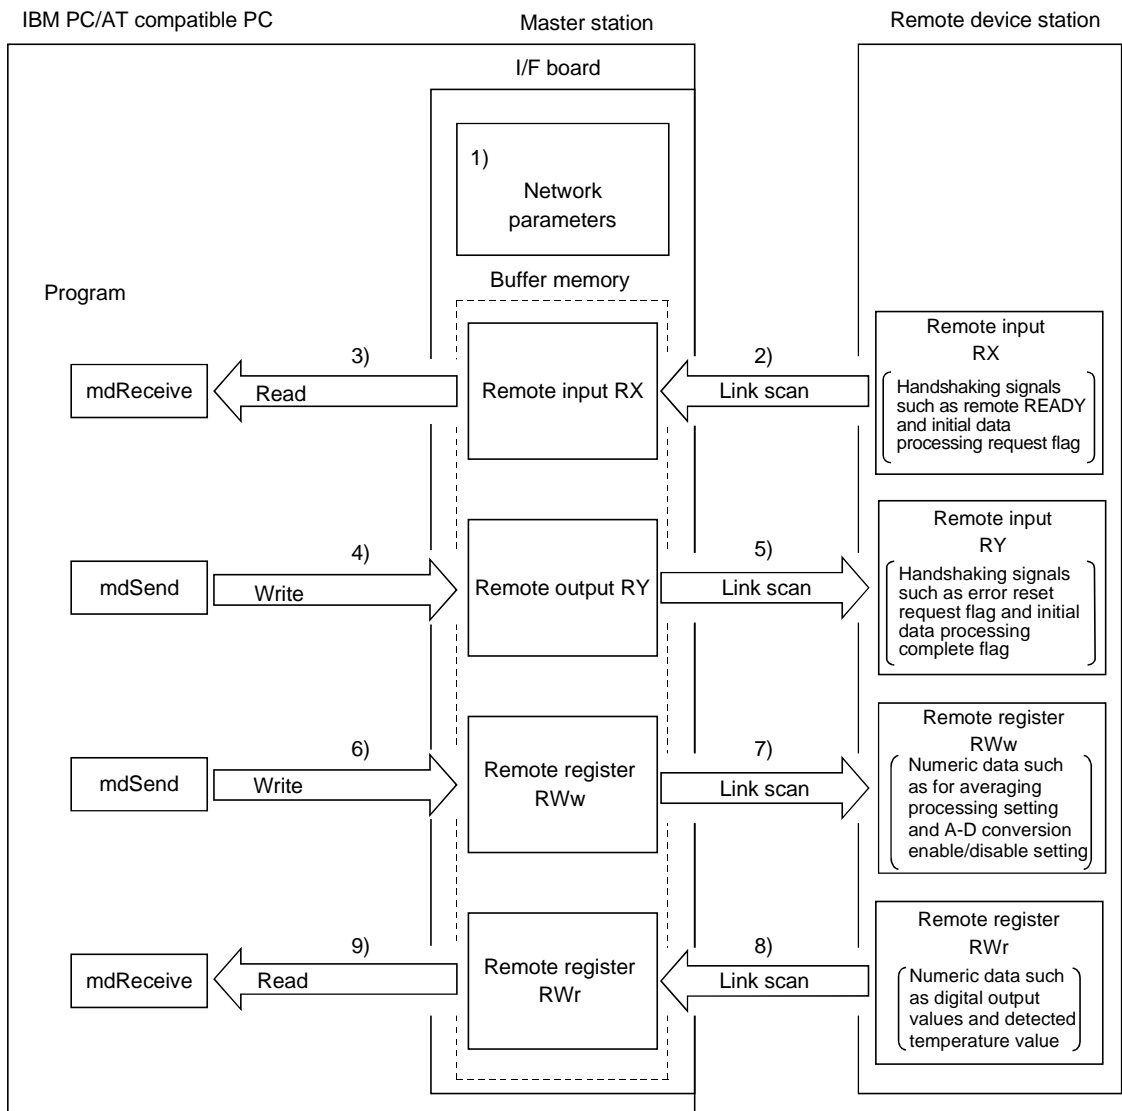 IBM PC/AT compatible PC
Master station
Remote device station
I/F board
1)
Network
parameters
Buffer memory
Program
mdReceive
3)
Read
Remote input RX
2)
Link scan
Remote input
RX
Handshaking signals
such as remote READY
and initial data
processing request flag
mdSend
4)
Write
Remote output RY
5)
Link scan
Remote input
RY
Handshaking signals
such as error reset
request flag and initial
data processing
complete flag
mdSend
6)
Write
Remote register
RWw
7)
Link scan
Remote register
RWw
Numeric data such
as for averaging
processing setting
and A-D conversion
enable/disable setting
mdReceive
9)
Read
Remote register
RWr
8)
Link scan
Remote register
RWr
Numeric data such
as digital output
values and detected
temperature value